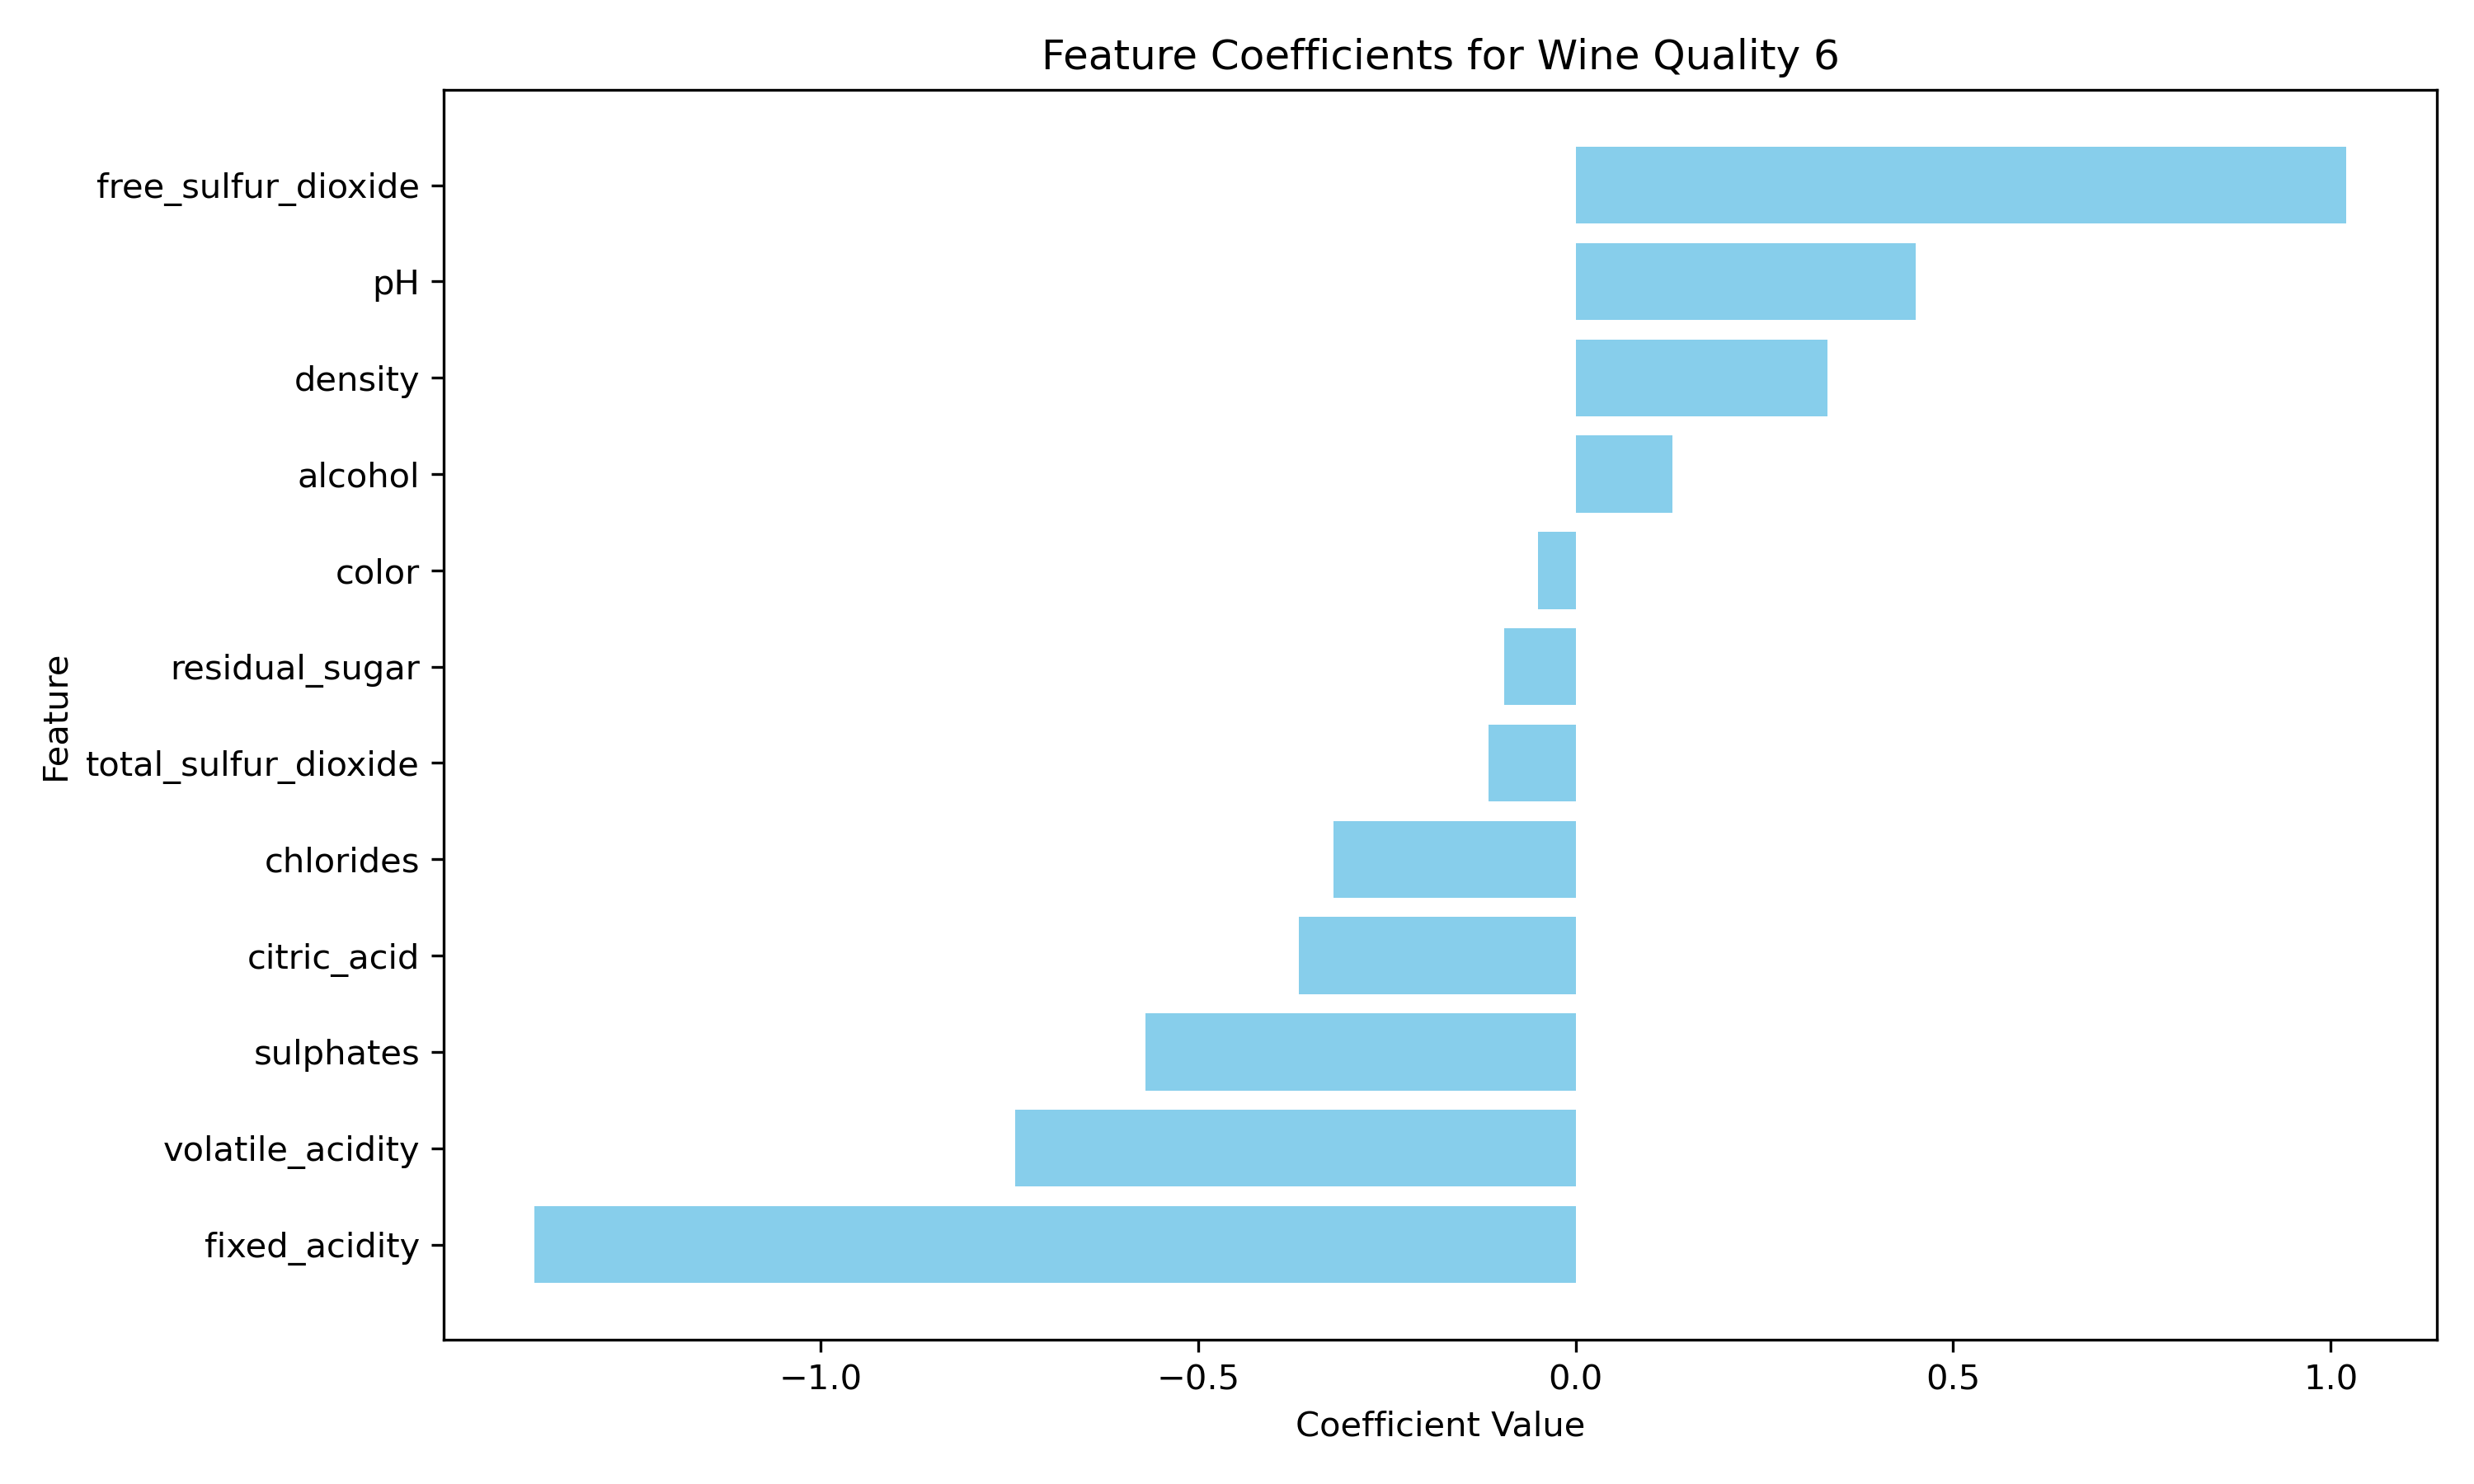 Feature Coefficients for Wine Quality 6
free_sulfur_dioxide
pH
density
alcohol
color
residual_sugar
total_sulfur_dioxide
chlorides
citric_acid
sulphates
volatile_acidity
fixed_acidity
Feature
−1.0 −0.5 0.0 0.5 1.0
Coefficient Value